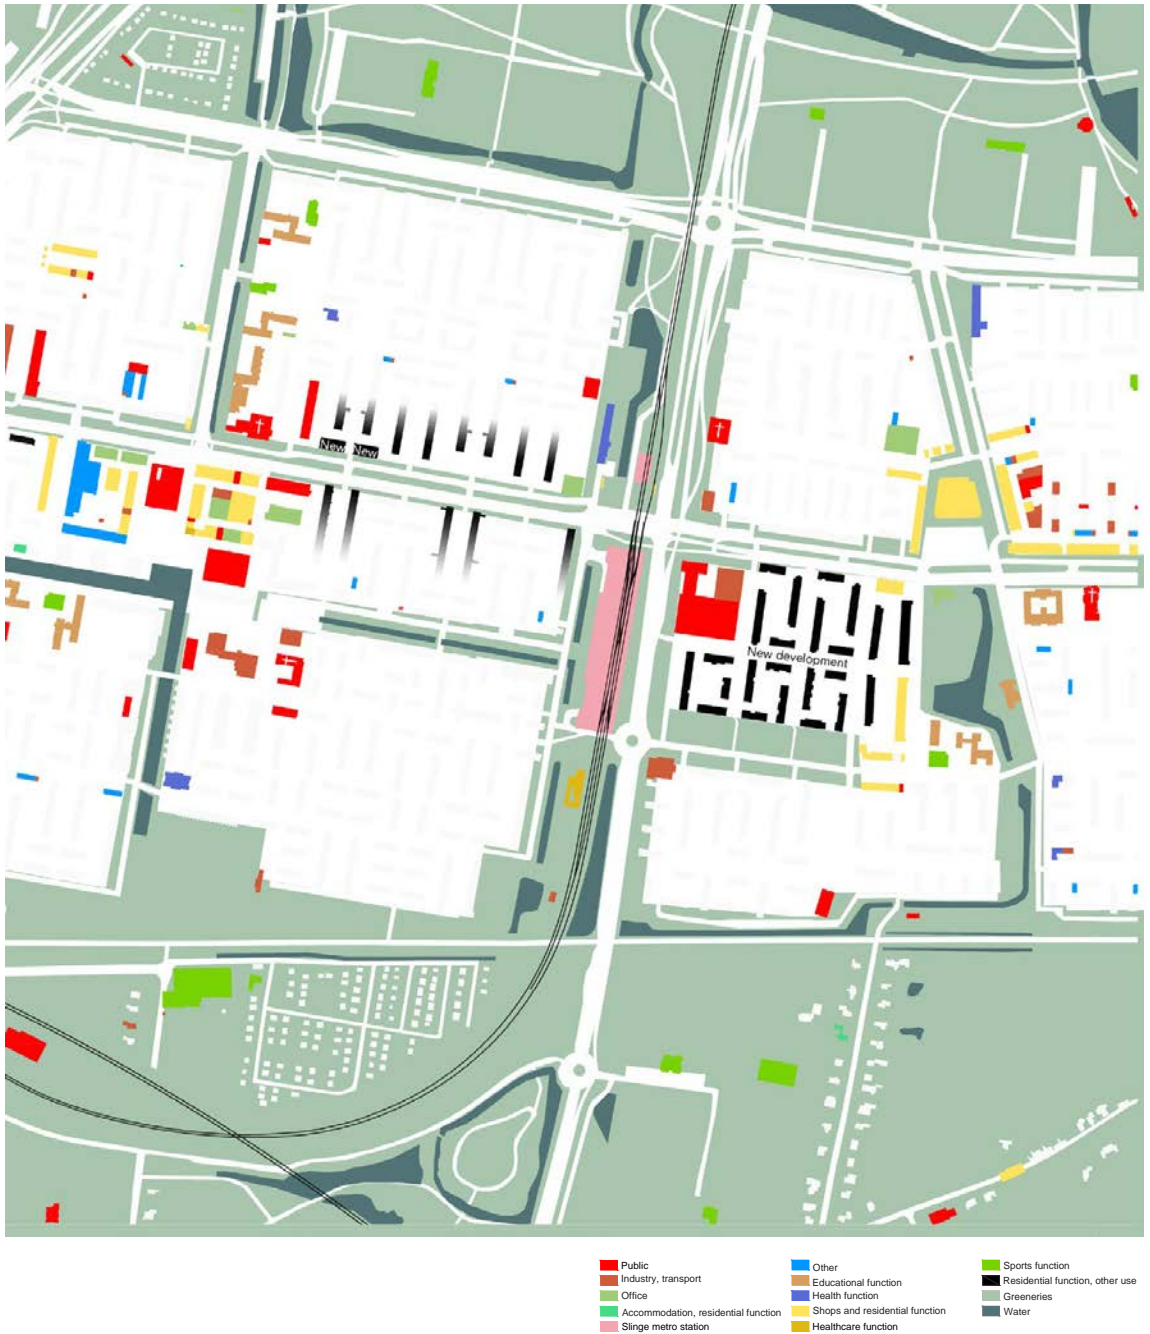 New New
New development
Public
Industry, transport
Office
Accommodation, residential function
Slinge metro station
Other
Educational function
Health function
Shops and residential function
Healthcare function
Sports function
Residential function, other use
Greeneries
Water